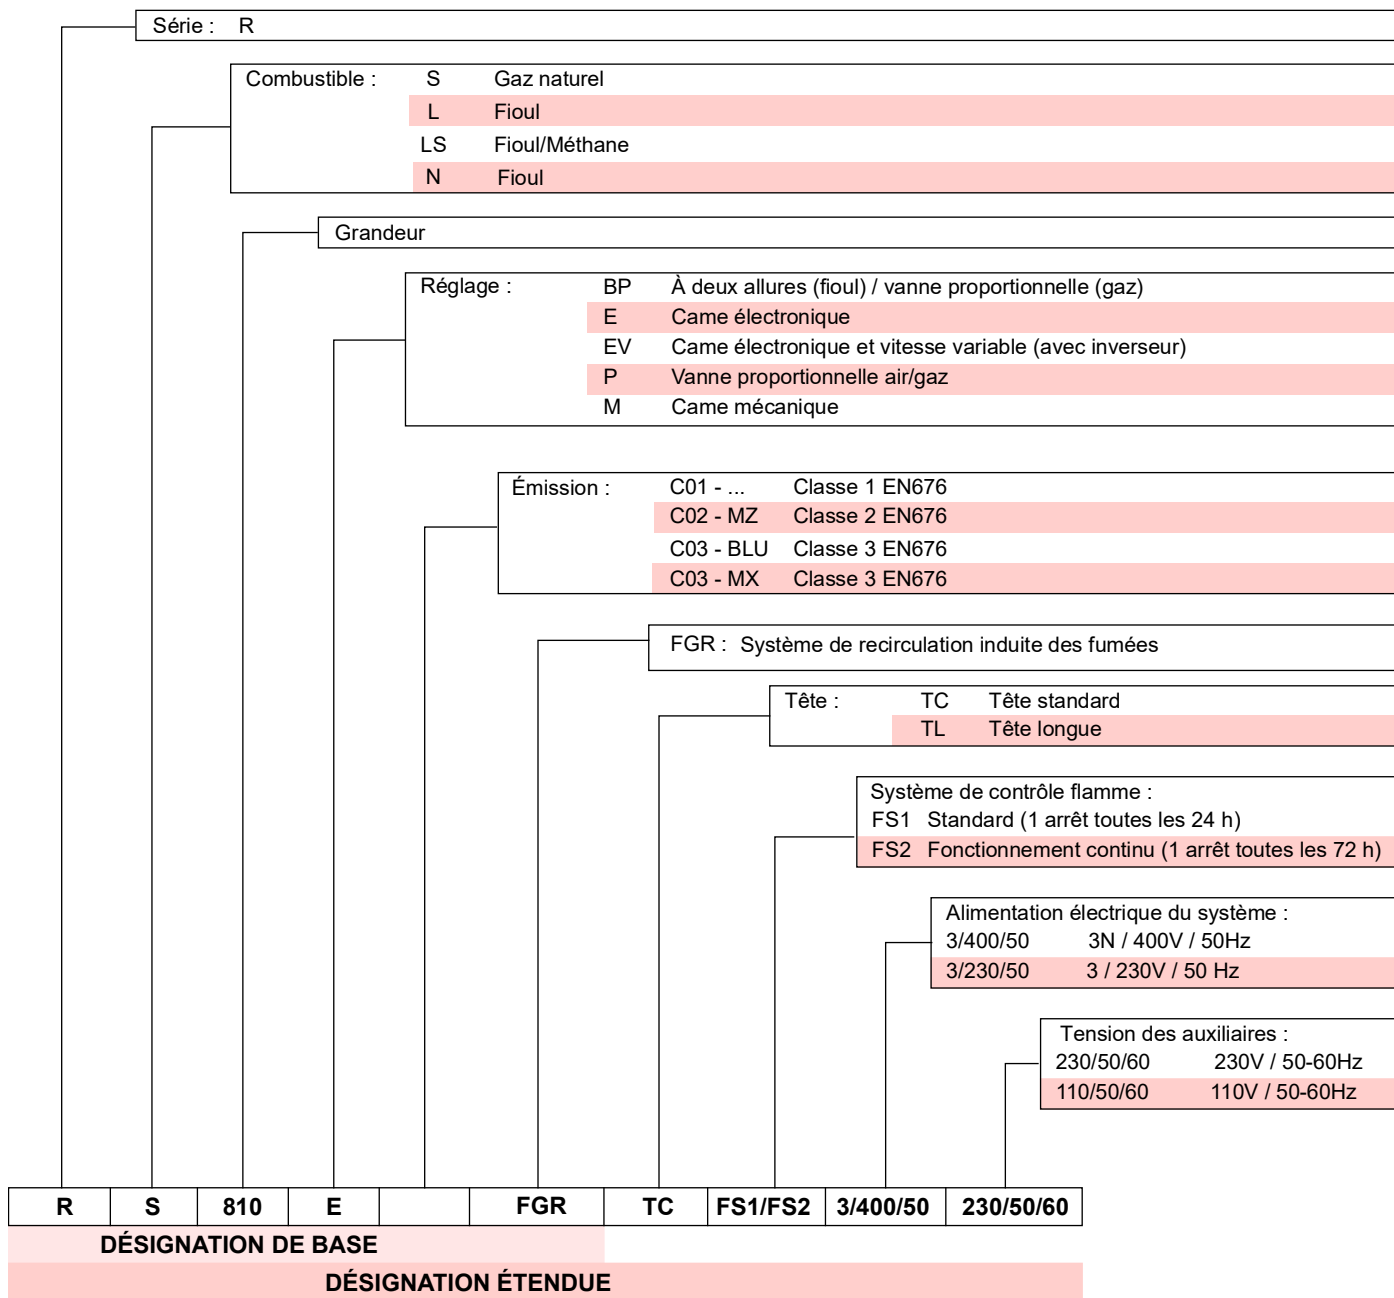 Série : R
Combustible : S Gaz naturel
L Fioul
LS Fioul/Méthane
N Fioul
Grandeur
Réglage : BP À deux allures (fioul) / vanne proportionnelle (gaz)
E Came électronique
EV Came électronique et vitesse variable (avec inverseur)
P Vanne proportionnelle air/gaz
M Came mécanique
Émission : C01 - ... Classe 1 EN676
C02 - MZ Classe 2 EN676
C03 - BLU Classe 3 EN676
C03 - MX Classe 3 EN676
FGR : Système de recirculation induite des fumées
Tête : TC Tête standard
TL Tête longue
Système de contrôle flamme :
FS1 Standard (1 arrêt toutes les 24 h)
FS2 Fonctionnement continu (1 arrêt toutes les 72 h)
Alimentation électrique du système :
3/400/50 3N / 400V / 50Hz
3/230/50 3 / 230V / 50 Hz
Tension des auxiliaires :
230/50/60 230V / 50-60Hz
110/50/60 110V / 50-60Hz
R S 810 E FGR TC FS1/FS2 3/400/50 230/50/60
DÉSIGNATION DE BASE
DÉSIGNATION ÉTENDUE